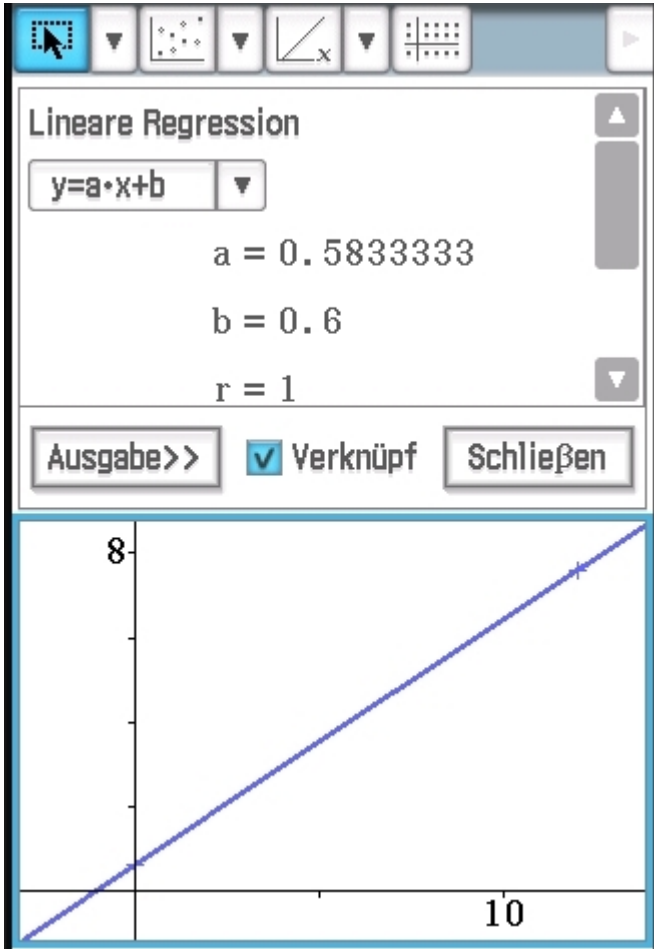 x
Lineare Regression
y=a•x+b
a = 0.5833333
b = 0.6
r = 1
Ausgabe>> Verknüpf Schließen
8
10